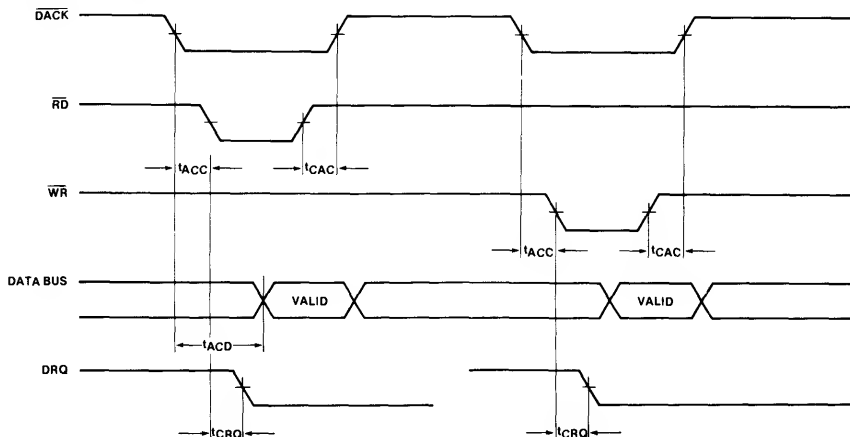 DACK
RD
tACC
tCAC
WR
tACC
tCAC
DATA BUS
VALID
VALID
tACD
DRQ
tCRQ
tCRQ